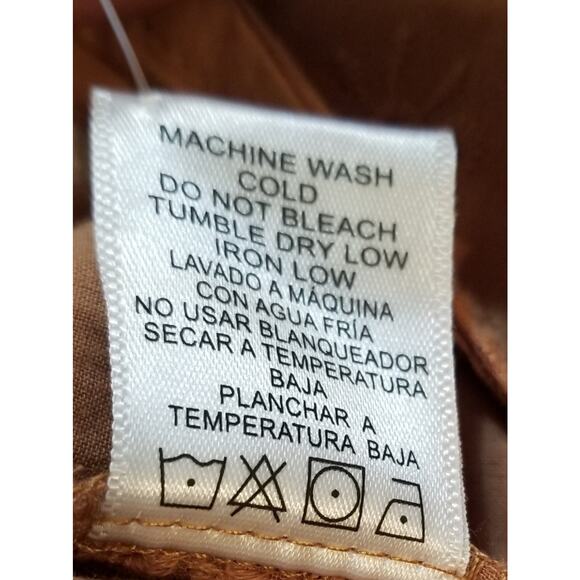 MACHINE WASH
COLD
DO NOT BLEACH
TUMBLE DRY LOW
IRON LOW
LAVADO A MÁQUINA
CON AGUA FRÍA
NO USAR BLANQUEADOR
SECAR A TEMPERATURA
BAJA
PLANCHAR A
TEMPERATURA BAJA